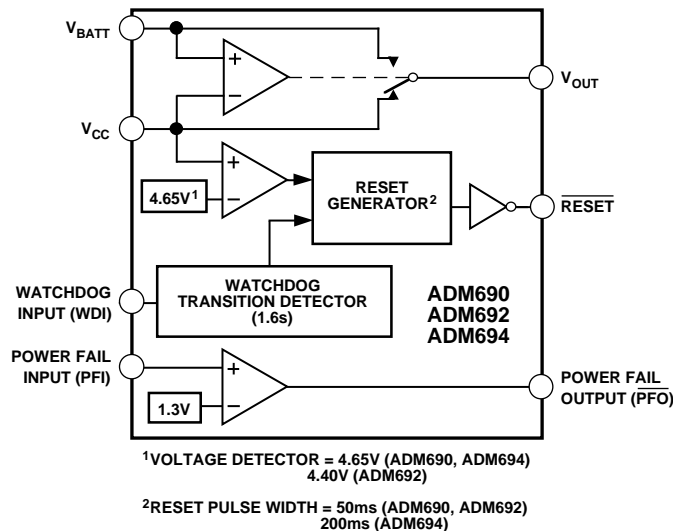 V_BATT
V_OUT
V_CC
4.65V¹
RESET
GENERATOR²
RESET
WATCHDOG
INPUT (WDI)
WATCHDOG
TRANSITION DETECTOR
(1.6s)
ADM690
ADM692
ADM694
POWER FAIL
INPUT (PFI)
1.3V
POWER FAIL
OUTPUT (PFO)
¹VOLTAGE DETECTOR = 4.65V (ADM690, ADM694)
4.40V (ADM692)
²RESET PULSE WIDTH = 50ms (ADM690, ADM692)
200ms (ADM694)